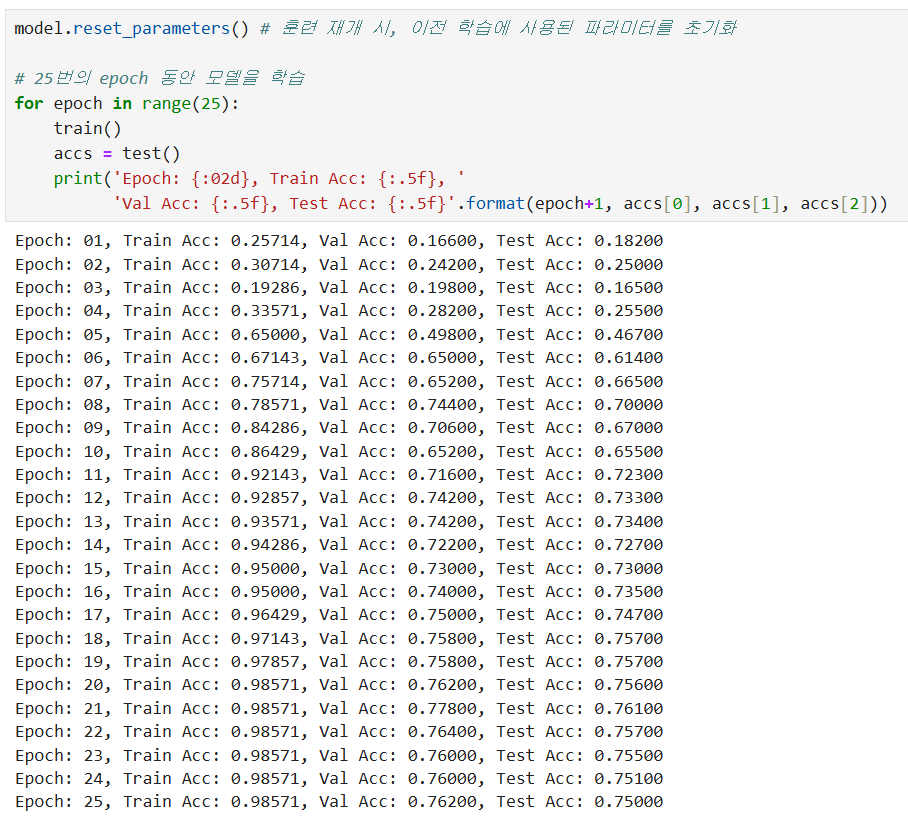 model.reset_parameters() # 훈련 재개 시, 이전 학습에 사용된 파라미터를 초기화
# 25번의 epoch 동안 모델을 학습
for epoch in range(25):
    train()
    accs = test()
    print('Epoch: {:02d}, Train Acc: {:.5f}, '
          'Val Acc: {:.5f}, Test Acc: {:.5f}'.format(epoch+1, accs[0], accs[1], accs[2]))
Epoch: 01, Train Acc: 0.25714, Val Acc: 0.16600, Test Acc: 0.18200
Epoch: 02, Train Acc: 0.30714, Val Acc: 0.24200, Test Acc: 0.25000
Epoch: 03, Train Acc: 0.19286, Val Acc: 0.19800, Test Acc: 0.16500
Epoch: 04, Train Acc: 0.33571, Val Acc: 0.28200, Test Acc: 0.25500
Epoch: 05, Train Acc: 0.65000, Val Acc: 0.49800, Test Acc: 0.46700
Epoch: 06, Train Acc: 0.67143, Val Acc: 0.65000, Test Acc: 0.61400
Epoch: 07, Train Acc: 0.75714, Val Acc: 0.65200, Test Acc: 0.66500
Epoch: 08, Train Acc: 0.78571, Val Acc: 0.74400, Test Acc: 0.70000
Epoch: 09, Train Acc: 0.84286, Val Acc: 0.70600, Test Acc: 0.67000
Epoch: 10, Train Acc: 0.86429, Val Acc: 0.65200, Test Acc: 0.65500
Epoch: 11, Train Acc: 0.92143, Val Acc: 0.71600, Test Acc: 0.72300
Epoch: 12, Train Acc: 0.92857, Val Acc: 0.74200, Test Acc: 0.73300
Epoch: 13, Train Acc: 0.93571, Val Acc: 0.74200, Test Acc: 0.73400
Epoch: 14, Train Acc: 0.94286, Val Acc: 0.72200, Test Acc: 0.72700
Epoch: 15, Train Acc: 0.95000, Val Acc: 0.73000, Test Acc: 0.73000
Epoch: 16, Train Acc: 0.95000, Val Acc: 0.74000, Test Acc: 0.73500
Epoch: 17, Train Acc: 0.96429, Val Acc: 0.75000, Test Acc: 0.74700
Epoch: 18, Train Acc: 0.97143, Val Acc: 0.75800, Test Acc: 0.75700
Epoch: 19, Train Acc: 0.97857, Val Acc: 0.75800, Test Acc: 0.75700
Epoch: 20, Train Acc: 0.98571, Val Acc: 0.76200, Test Acc: 0.75600
Epoch: 21, Train Acc: 0.98571, Val Acc: 0.77800, Test Acc: 0.76100
Epoch: 22, Train Acc: 0.98571, Val Acc: 0.76400, Test Acc: 0.75700
Epoch: 23, Train Acc: 0.98571, Val Acc: 0.76000, Test Acc: 0.75500
Epoch: 24, Train Acc: 0.98571, Val Acc: 0.76000, Test Acc: 0.75100
Epoch: 25, Train Acc: 0.98571, Val Acc: 0.76200, Test Acc: 0.75000